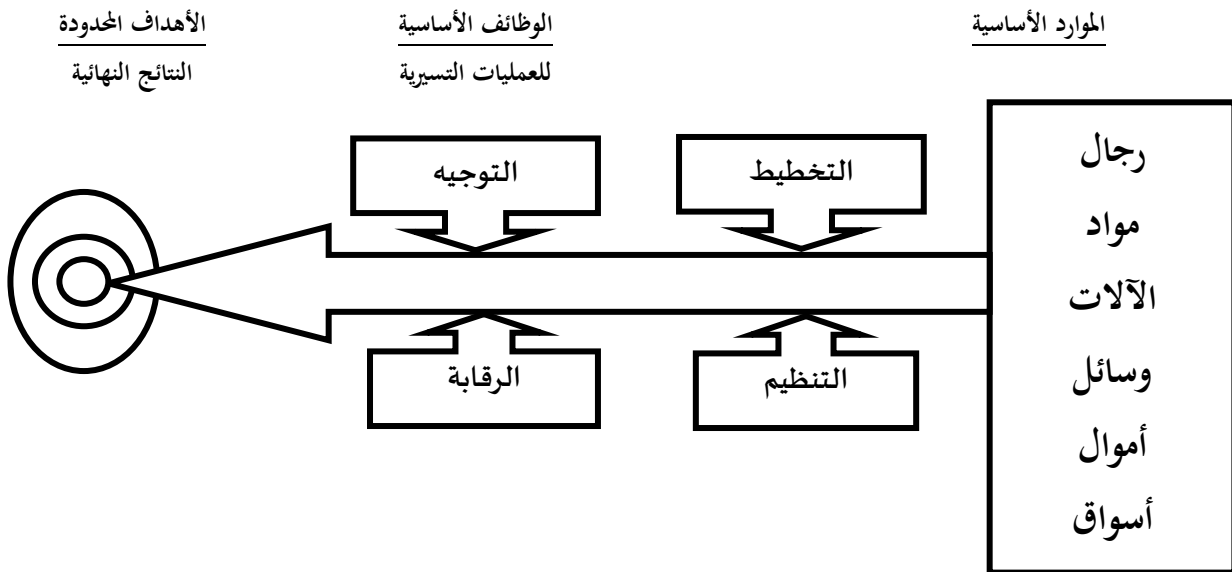 الموارد الأساسية
الوظائف الأساسية
للعمليات التسيرية
الأهداف المحدودة
النتائج النهائية
رجال
مواد
الآلات
وسائل
أموال
أسواق
التخطيط
التوجيه
التنظيم
الرقابة